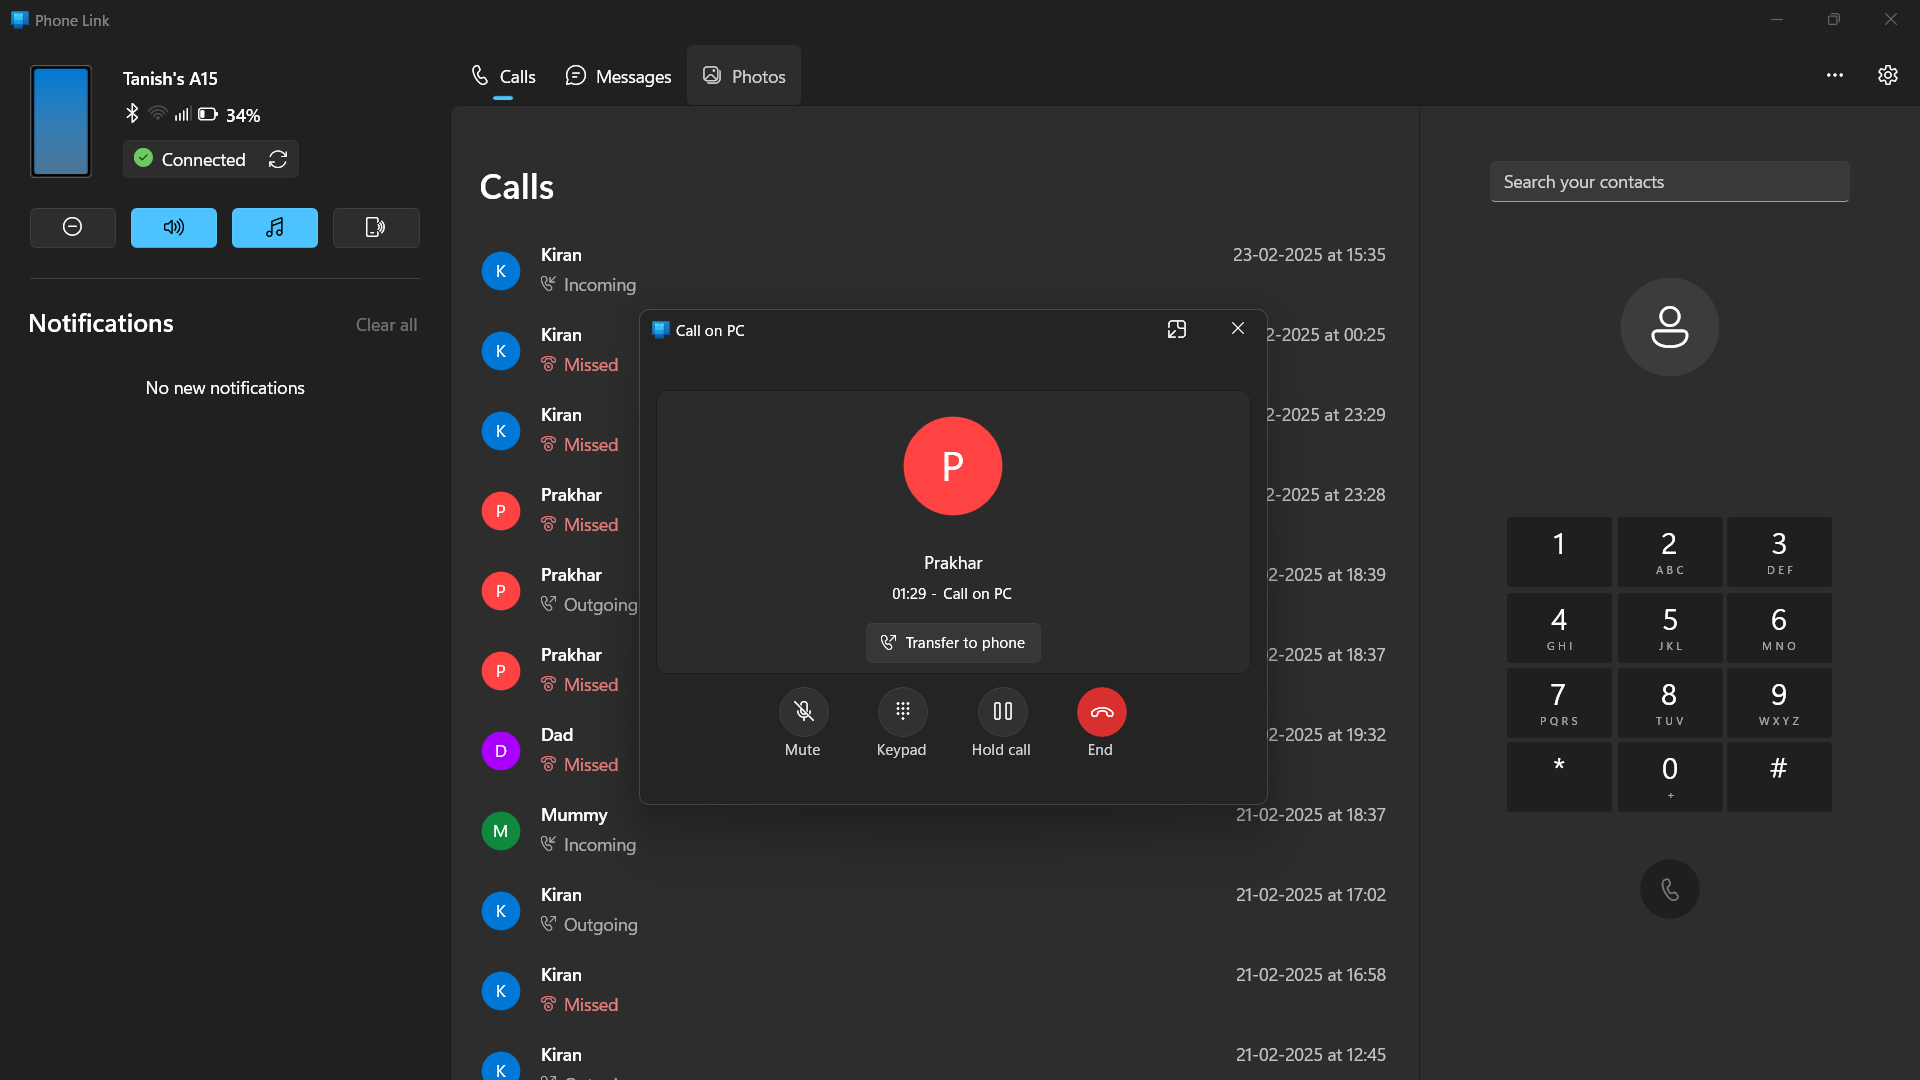 Phone Link
Tanish's A15
34%
Connected
Notifications
Clear all
No new notifications
Calls
Messages
Photos
Calls
K
Kiran
23-02-2025 at 15:35
Incoming
K
Kiran
2-2025 at 00:25
Missed
K
Kiran
2-2025 at 23:29
Missed
P
Prakhar
2-2025 at 23:28
Missed
P
Prakhar
2-2025 at 18:39
Outgoing
P
Prakhar
2-2025 at 18:37
Missed
D
Dad
2-2025 at 19:32
Missed
M
Mummy
21-02-2025 at 18:37
Incoming
K
Kiran
21-02-2025 at 17:02
Outgoing
K
Kiran
21-02-2025 at 16:58
Missed
K
Kiran
21-02-2025 at 12:45
Call on PC
P
Prakhar
01:29 - Call on PC
Transfer to phone
Mute
Keypad
Hold call
End
Search your contacts
1
2
ABC
3
DEF
4
GHI
5
JKL
6
MNO
7
PQRS
8
TUV
9
WXYZ
*
0
+
#